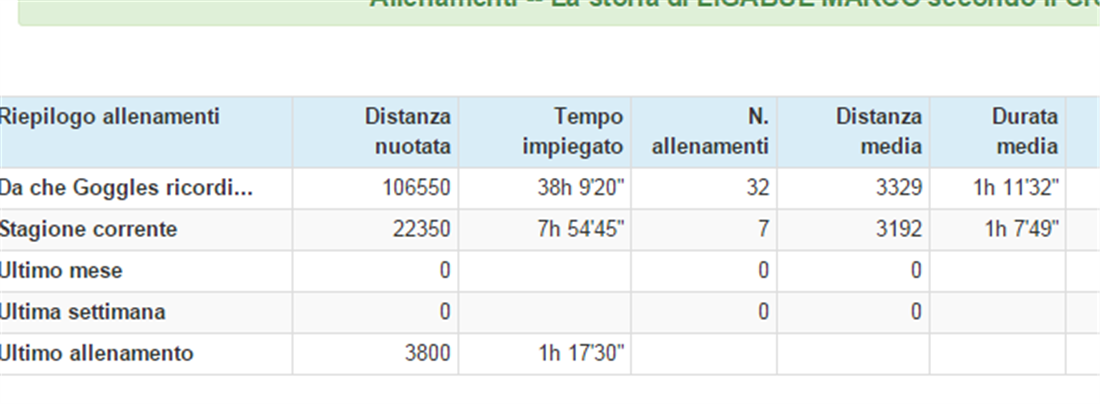 Allenamenti -- La storia di LIGABUE MARCO secondo il
Riepilogo allenamenti Distanza nuotata Tempo impiegato N. allenamenti Distanza media Durata media
Da che Goggles ricordi... 106550 38h 9'20" 32 3329 1h 11'32"
Stagione corrente 22350 7h 54'45" 7 3192 1h 7'49"
Ultimo mese 0 0 0
Ultima settimana 0 0 0
Ultimo allenamento 3800 1h 17'30"